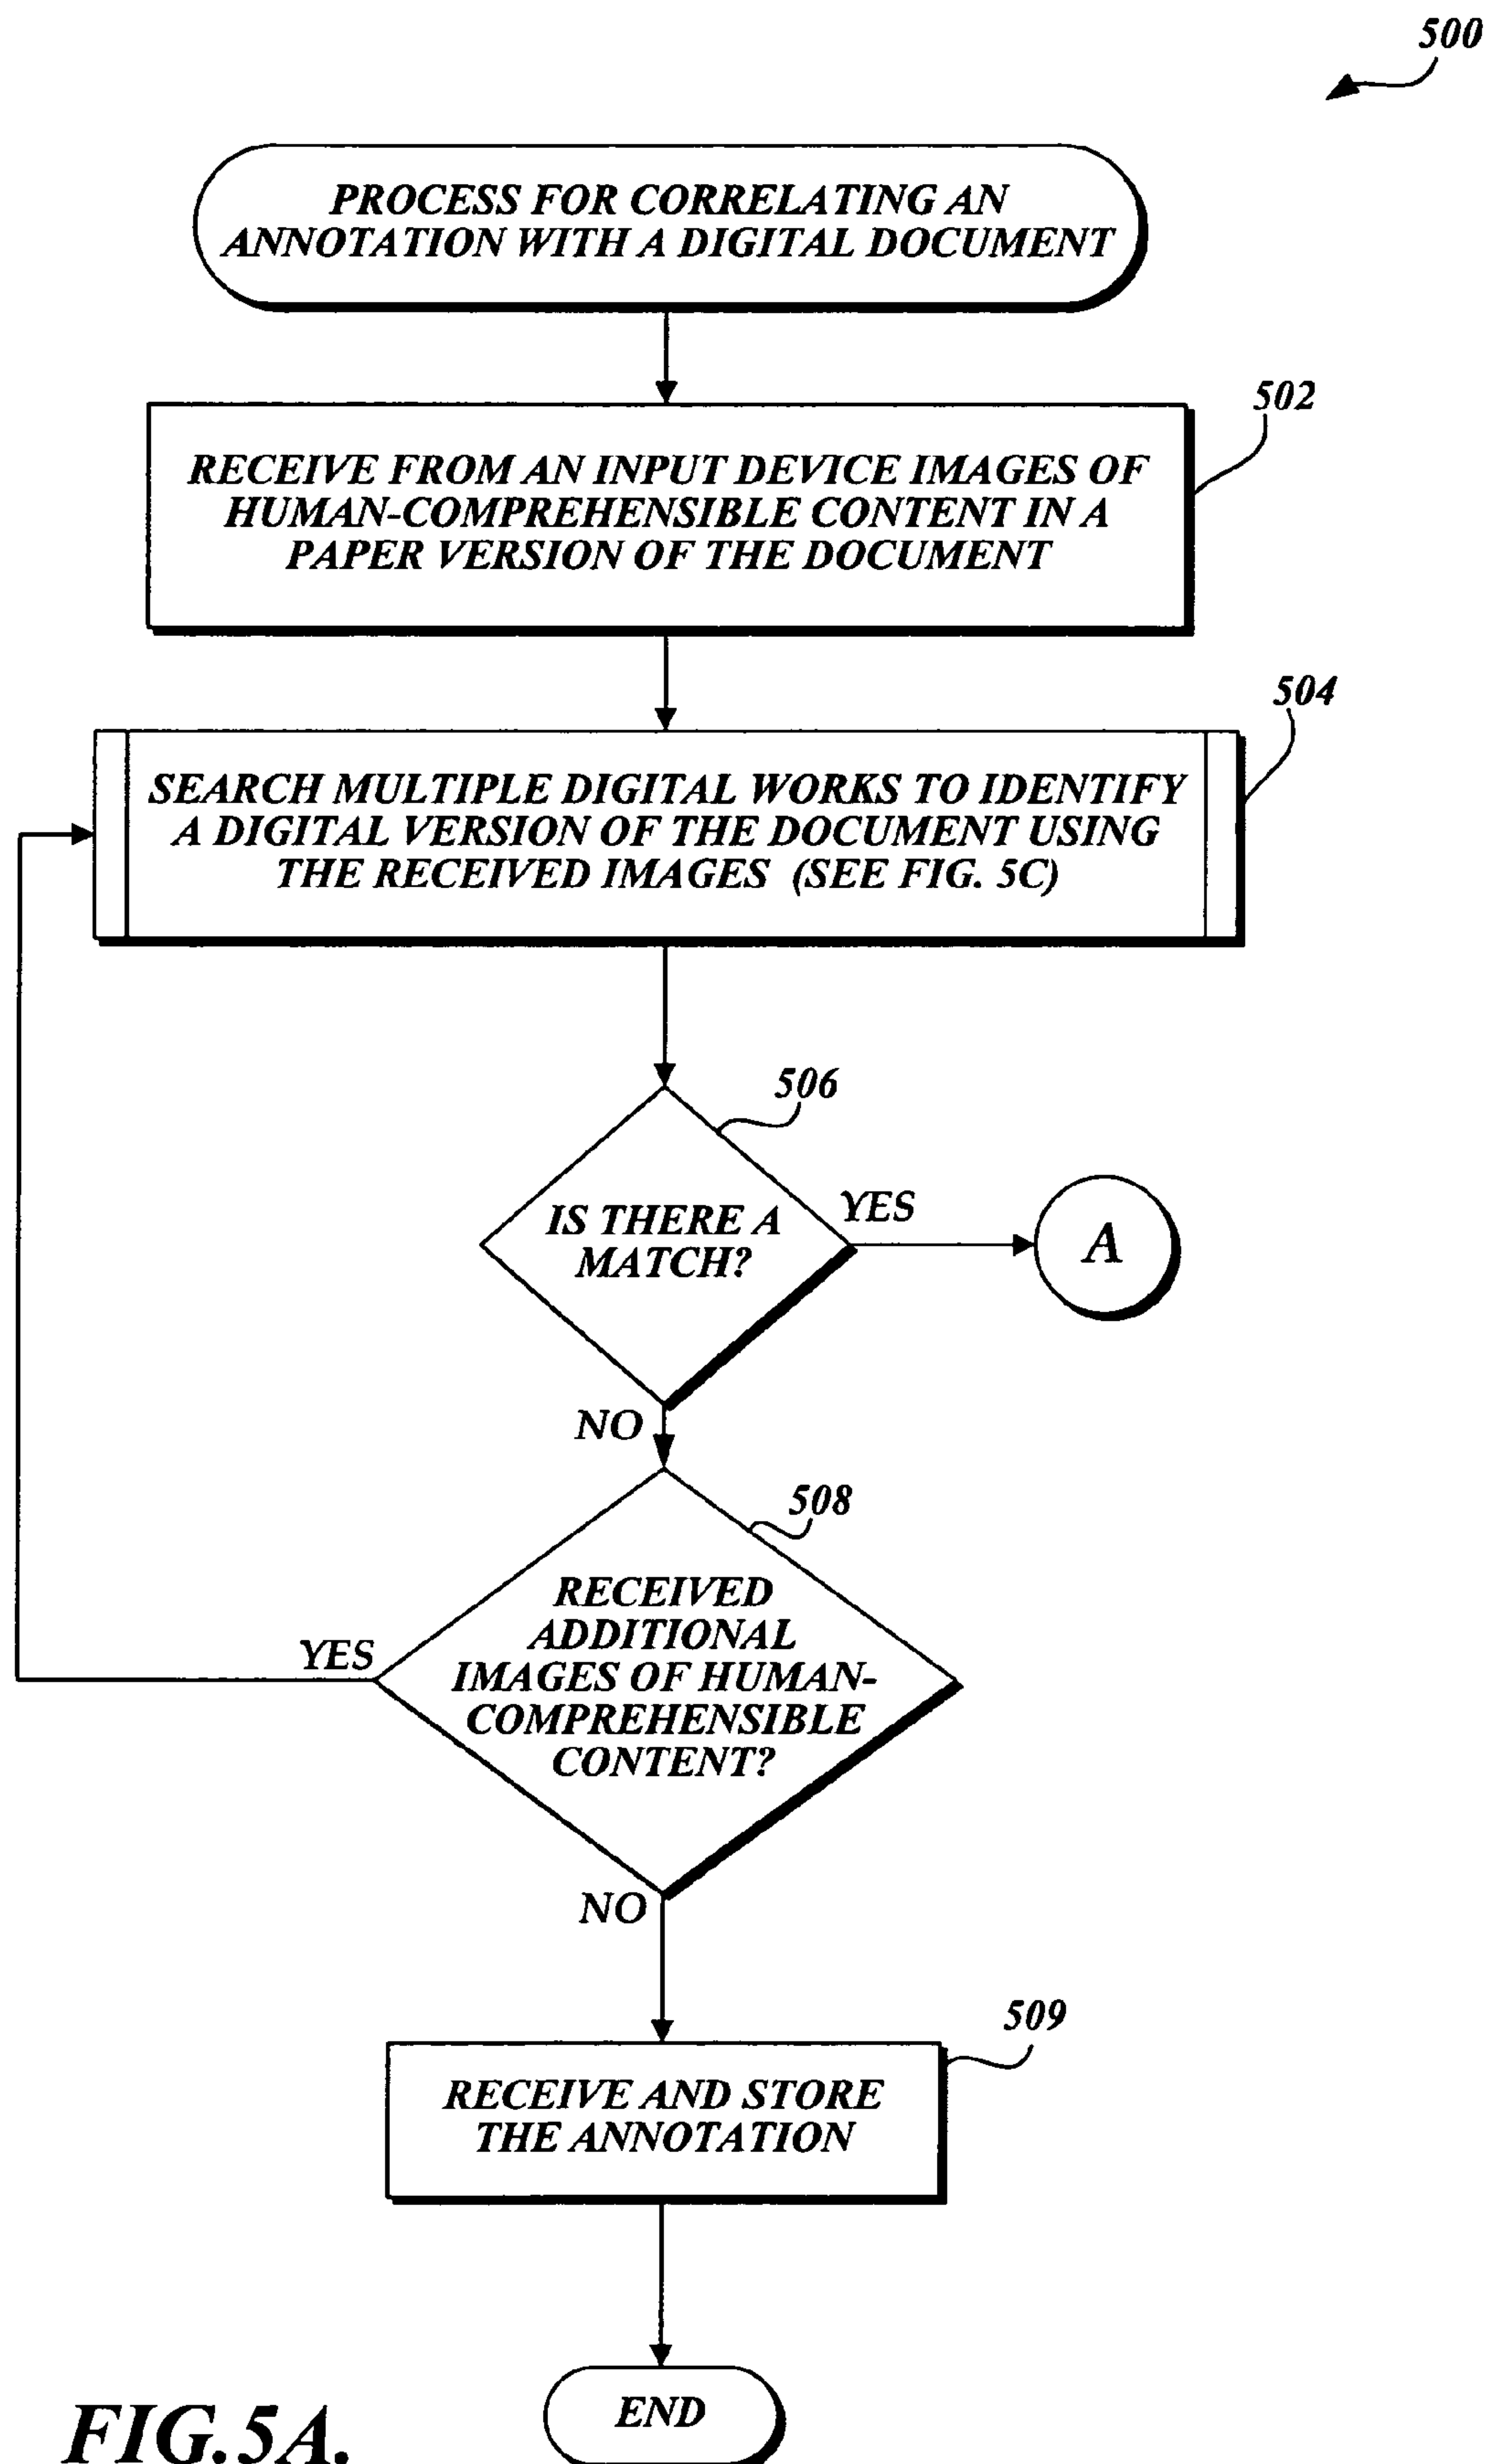 500
PROCESS FOR CORRELATING AN
ANNOTATION WITH A DIGITAL DOCUMENT
502
RECEIVE FROM AN INPUT DEVICE IMAGES OF
HUMAN-COMPREHENSIBLE CONTENT IN A
PAPER VERSION OF THE DOCUMENT
504
SEARCH MULTIPLE DIGITAL WORKS TO IDENTIFY
A DIGITAL VERSION OF THE DOCUMENT USING
THE RECEIVED IMAGES (SEE FIG. 5C)
506
IS THERE A
MATCH?
YES
A
NO
508
RECEIVED
ADDITIONAL
IMAGES OF HUMAN-
COMPREHENSIBLE
CONTENT?
YES
NO
509
RECEIVE AND STORE
THE ANNOTATION
END
FIG.5A.